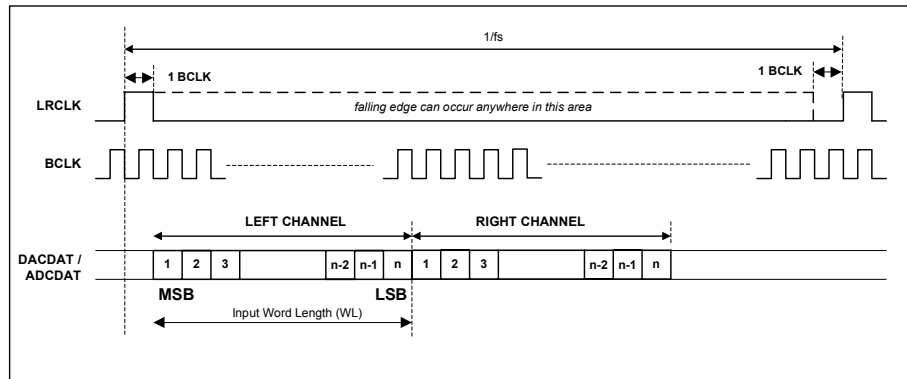 1/fs
1 BCLK
1 BCLK
LRCLK
falling edge can occur anywhere in this area
BCLK
LEFT CHANNEL
RIGHT CHANNEL
DACDAT /
ADCDAT
1 2 3 n-2 n-1 n 1 2 3 n-2 n-1 n
MSB LSB
Input Word Length (WL)